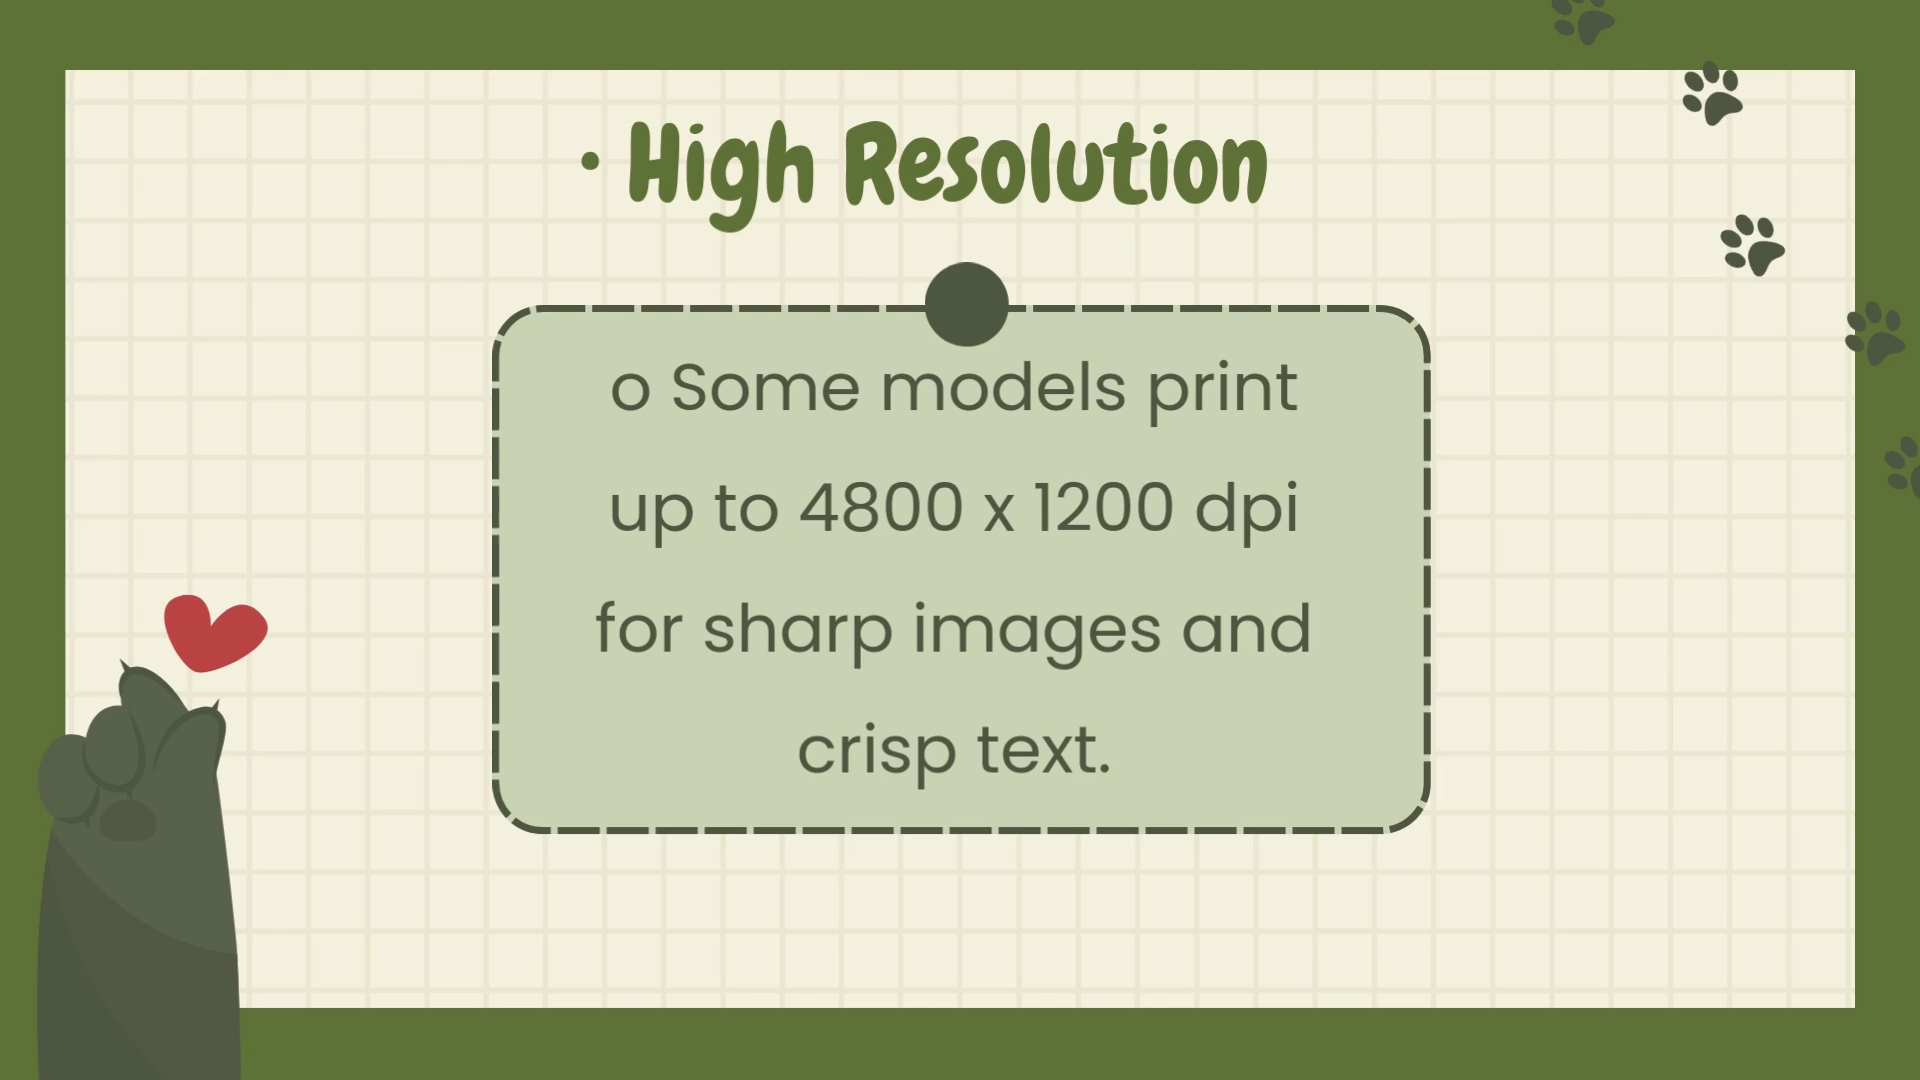 · High Resolution
o Some models print
up to 4800 x 1200 dpi
for sharp images and
crisp text.